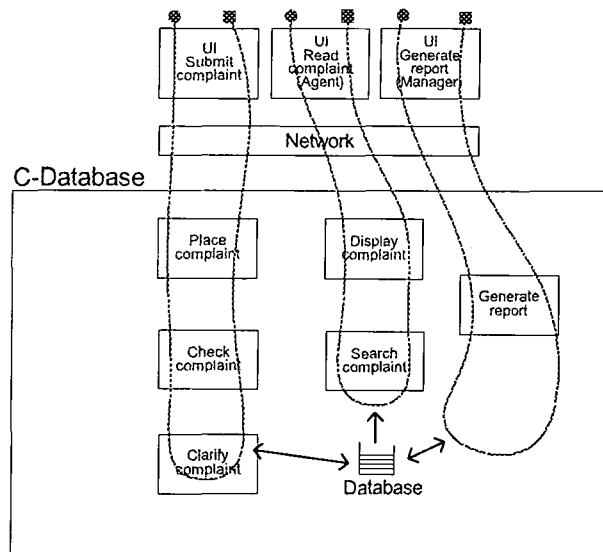 UI
Submit
complaint
UI
Read
complaint
(Agent)
UI
Generate
report
(Manager)
Network
C-Database
Place
complaint
Display
complaint
Generate
report
Check
complaint
Search
complaint
Clarify
complaint
Database